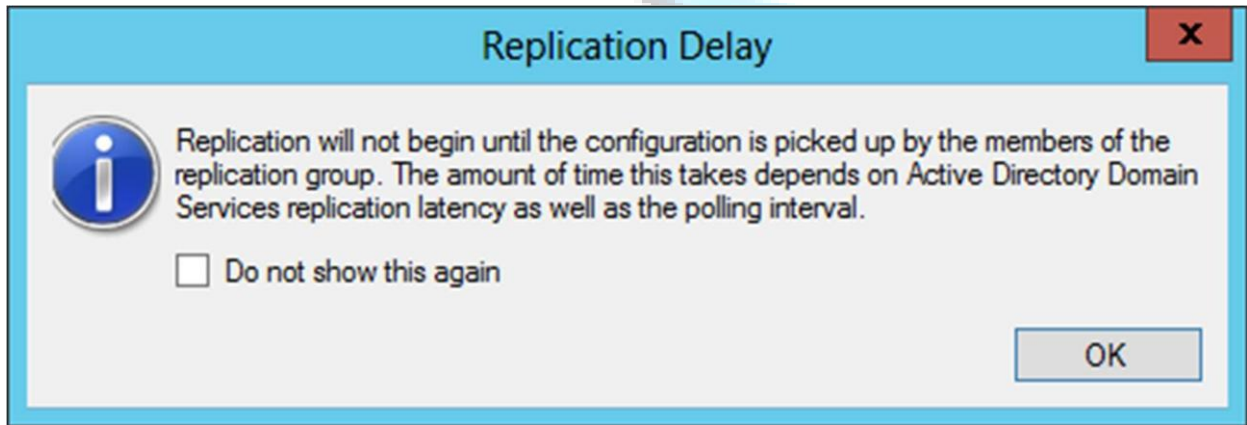 Replication Delay
x
Replication will not begin until the configuration is picked up by the members of the
replication group. The amount of time this takes depends on Active Directory Domain
Services replication latency as well as the polling interval.
Do not show this again
OK